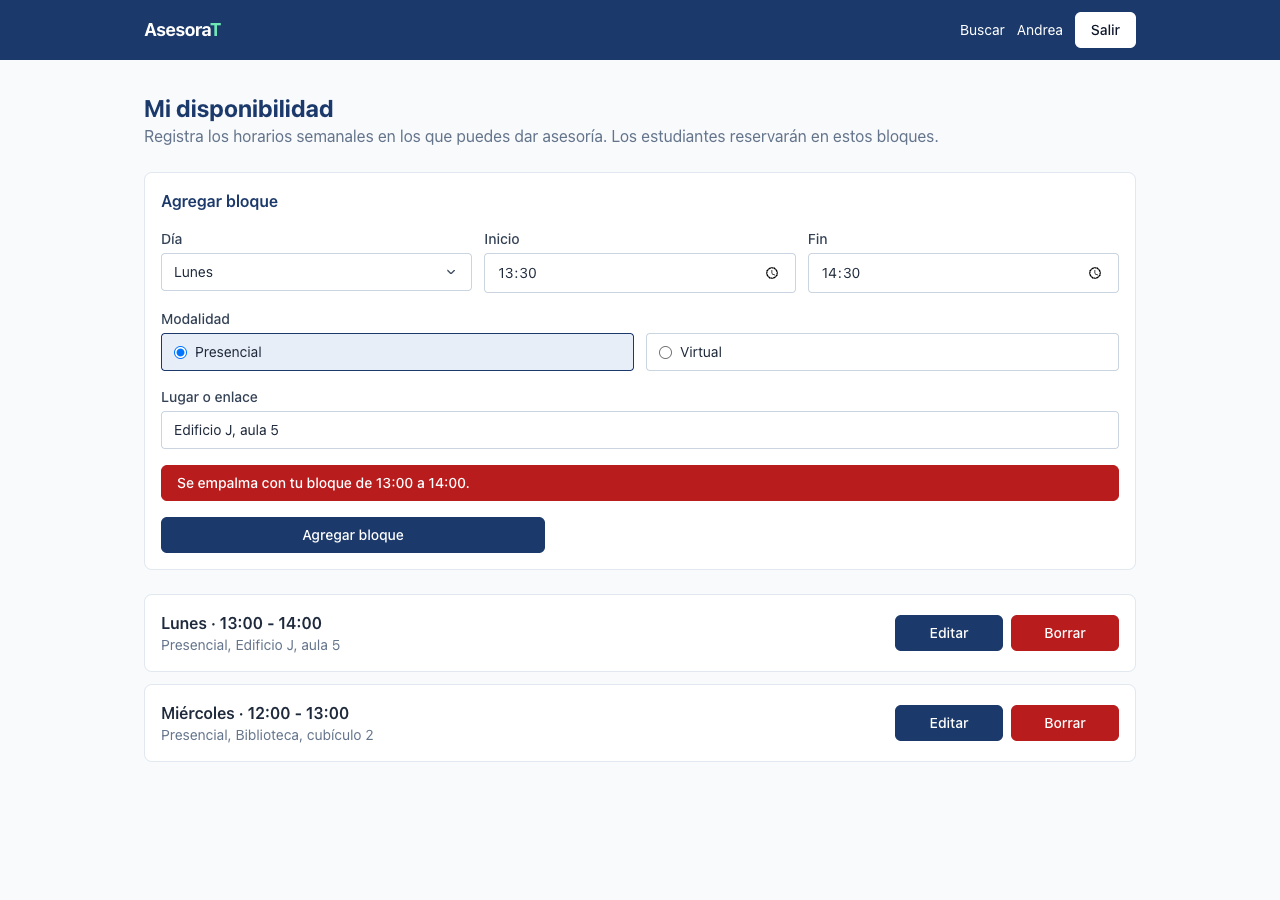 AsesoraT
Buscar Andrea Salir
Mi disponibilidad
Registra los horarios semanales en los que puedes dar asesoría. Los estudiantes reservarán en estos bloques.
Agregar bloque
Día Inicio Fin
Lunes 13:30 14:30
Modalidad
Presencial Virtual
Lugar o enlace
Edificio J, aula 5
Se empalma con tu bloque de 13:00 a 14:00.
Agregar bloque
Lunes · 13:00 - 14:00
Presencial, Edificio J, aula 5
Editar Borrar
Miércoles · 12:00 - 13:00
Presencial, Biblioteca, cubículo 2
Editar Borrar